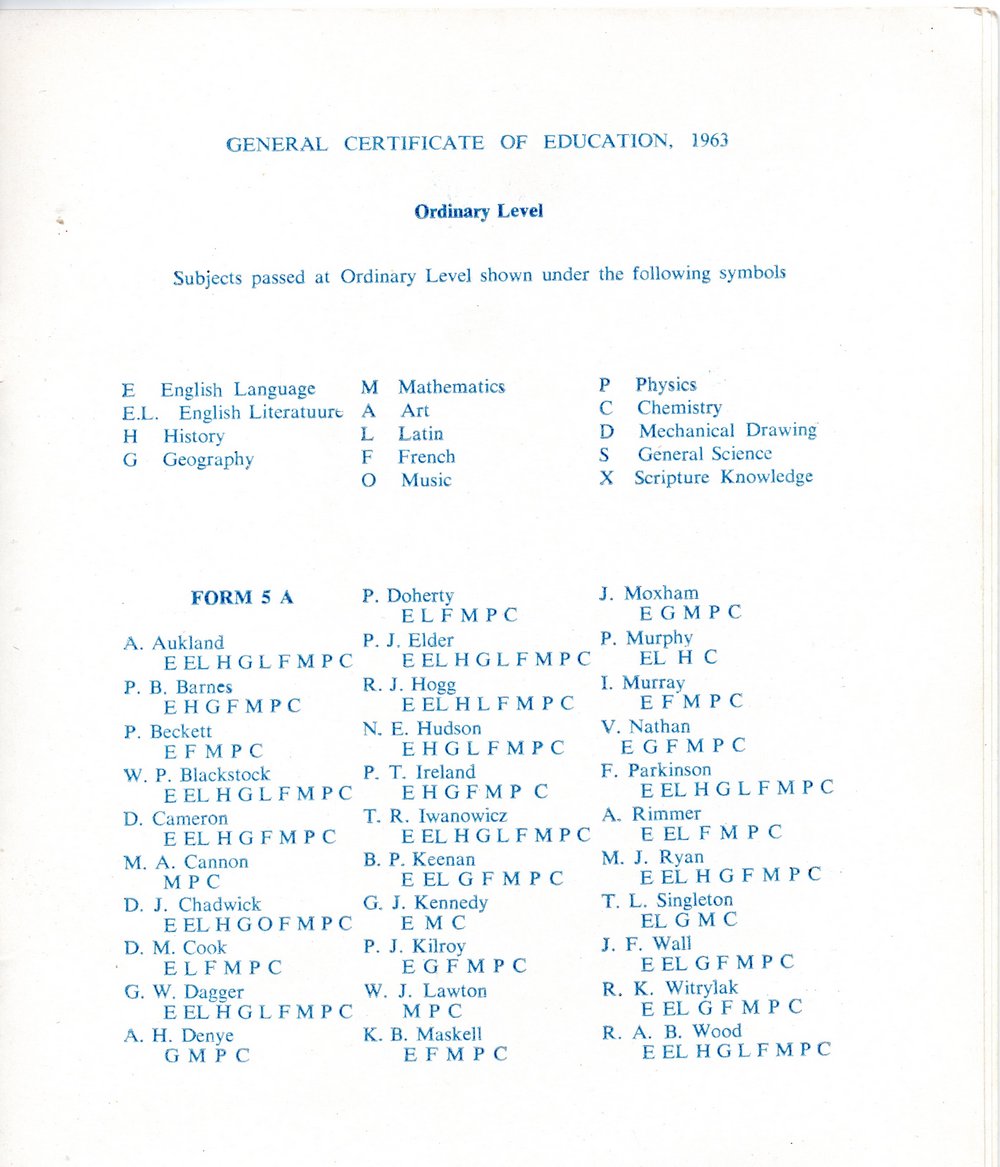 GENERAL CERTIFICATE OF EDUCATION, 1963
Ordinary Level
Subjects passed at Ordinary Level shown under the following symbols
E English Language
E.L. English Literatuure
H History
G Geography
M Mathematics
A Art
L Latin
F French
O Music
P Physics
C Chemistry
D Mechanical Drawing
S General Science
X Scripture Knowledge
FORM 5 A
A. Aukland
E EL H G L F M P C
P. B. Barnes
E H G F M P C
P. Beckett
E F M P C
W. P. Blackstock
E EL H G L F M P C
D. Cameron
E EL H G F M P C
M. A. Cannon
M P C
D. J. Chadwick
E EL H G O F M P C
D. M. Cook
E L F M P C
G. W. Dagger
E EL H G L F M P C
A. H. Denye
G M P C
P. Doherty
E L F M P C
P. J. Elder
E EL H G L F M P C
R. J. Hogg
E EL H L F M P C
N. E. Hudson
E H G L F M P C
P. T. Ireland
E H G F M P C
T. R. Iwanowicz
E EL H G L F M P C
B. P. Keenan
E EL G F M P C
G. J. Kennedy
E M C
P. J. Kilroy
E G F M P C
W. J. Lawton
M P C
K. B. Maskell
E F M P C
J. Moxham
E G M P C
P. Murphy
EL H C
I. Murray
E F M P C
V. Nathan
E G F M P C
F. Parkinson
E EL H G L F M P C
A. Rimmer
E EL F M P C
M. J. Ryan
E EL H G F M P C
T. L. Singleton
EL G M C
J. F. Wall
E EL G F M P C
R. K. Witrylak
E EL G F M P C
R. A. B. Wood
E EL H G L F M P C